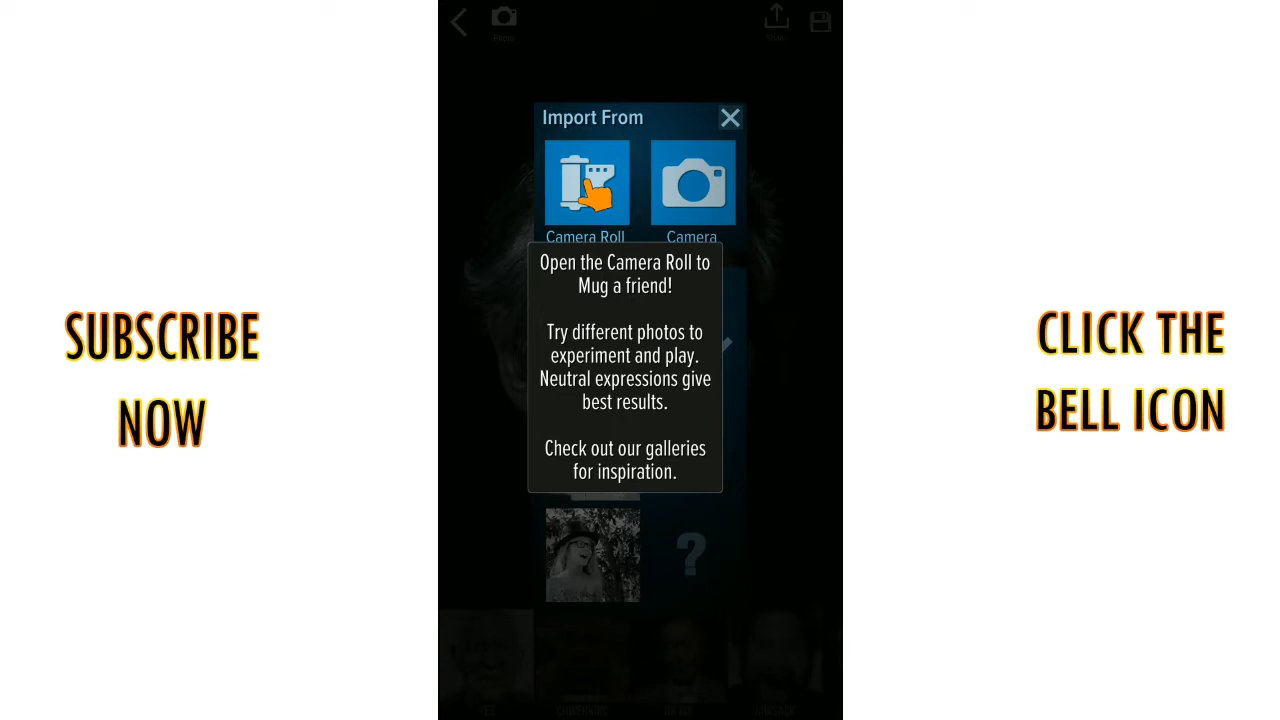 Photo
Import From
Camera Roll
Camera
Open the Camera Roll to
Mug a friend!
Try different photos to
experiment and play.
Neutral expressions give
best results.
Check out our galleries
for inspiration.
?
SUBSCRIBE
NOW
CLICK THE
BELL ICON